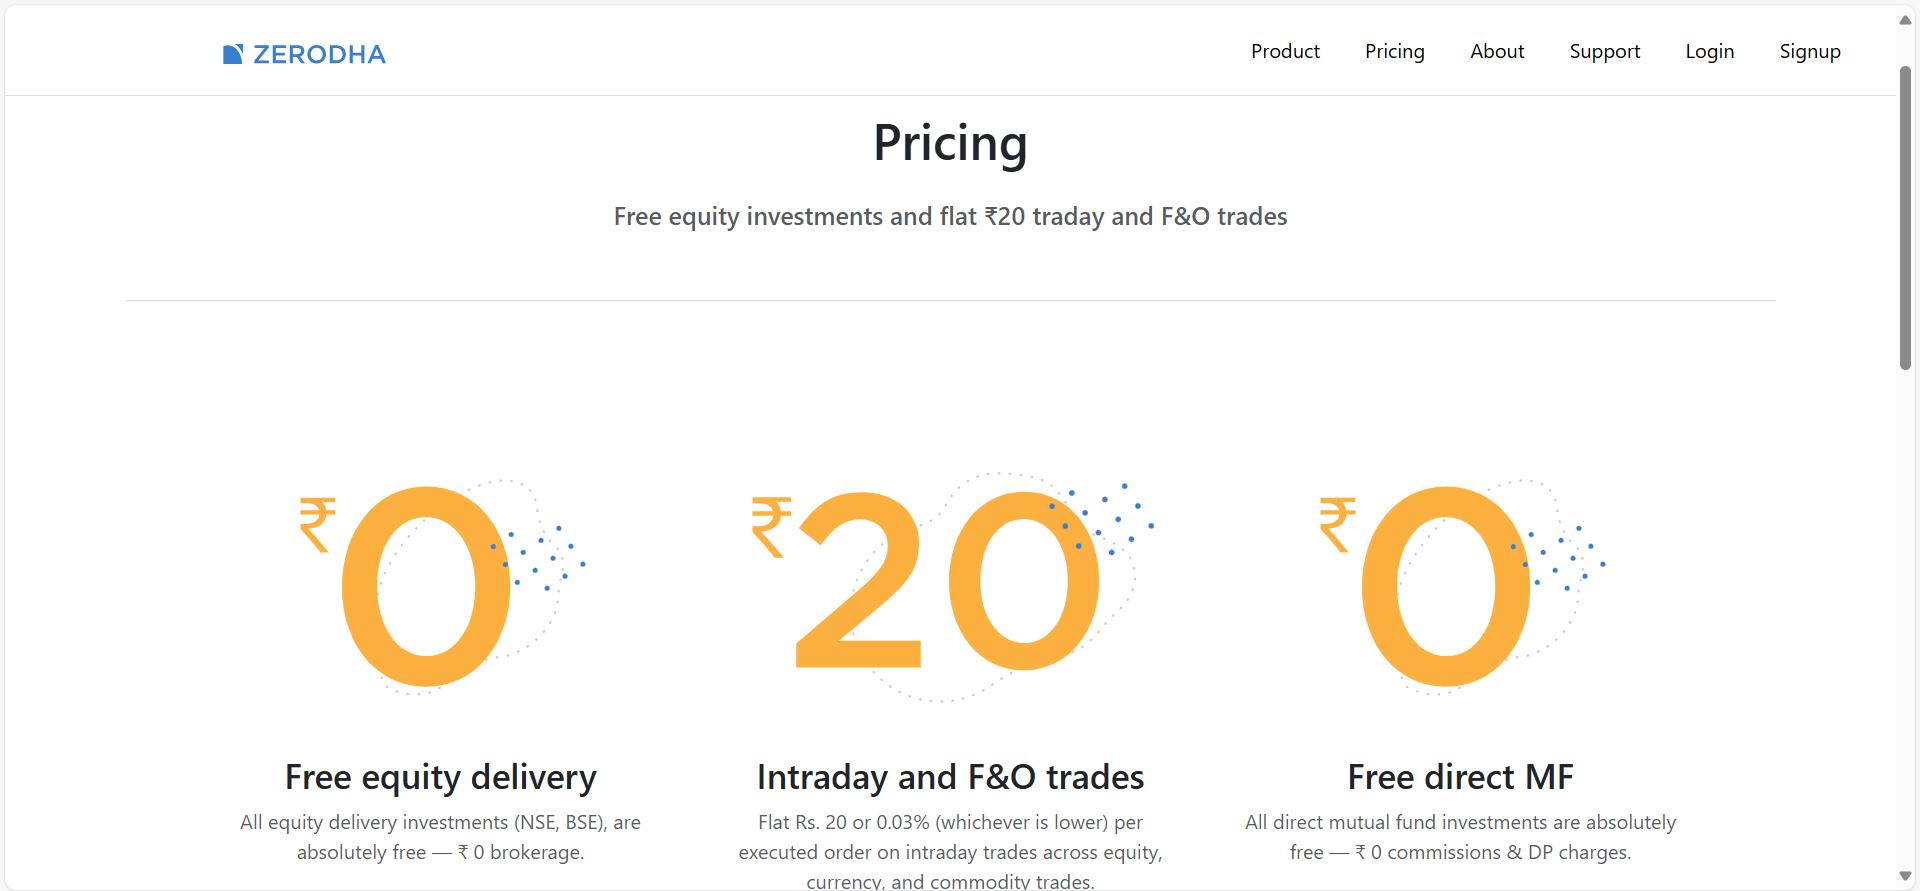 ZERODHA
Product Pricing About Support Login Signup
Pricing
Free equity investments and flat ₹20 traday and F&O trades
₹0
₹20
₹0
Free equity delivery
All equity delivery investments (NSE, BSE), are
absolutely free — ₹ 0 brokerage.
Intraday and F&O trades
Flat Rs. 20 or 0.03% (whichever is lower) per
executed order on intraday trades across equity,
currency, and commodity trades.
Free direct MF
All direct mutual fund investments are absolutely
free — ₹ 0 commissions & DP charges.